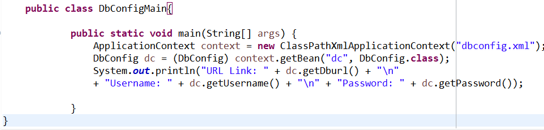 public class DbConfigMain{
public static void main(String[] args) {
ApplicationContext context = new ClassPathXmlApplicationContext("dbconfig.xml");
DbConfig dc = (DbConfig) context.getBean("dc", DbConfig.class);
System.out.println("URL Link: " + dc.getDburl() + "\n"
+ "Username: " + dc.getUsername() + "\n" + "Password: " + dc.getPassword());
}
}